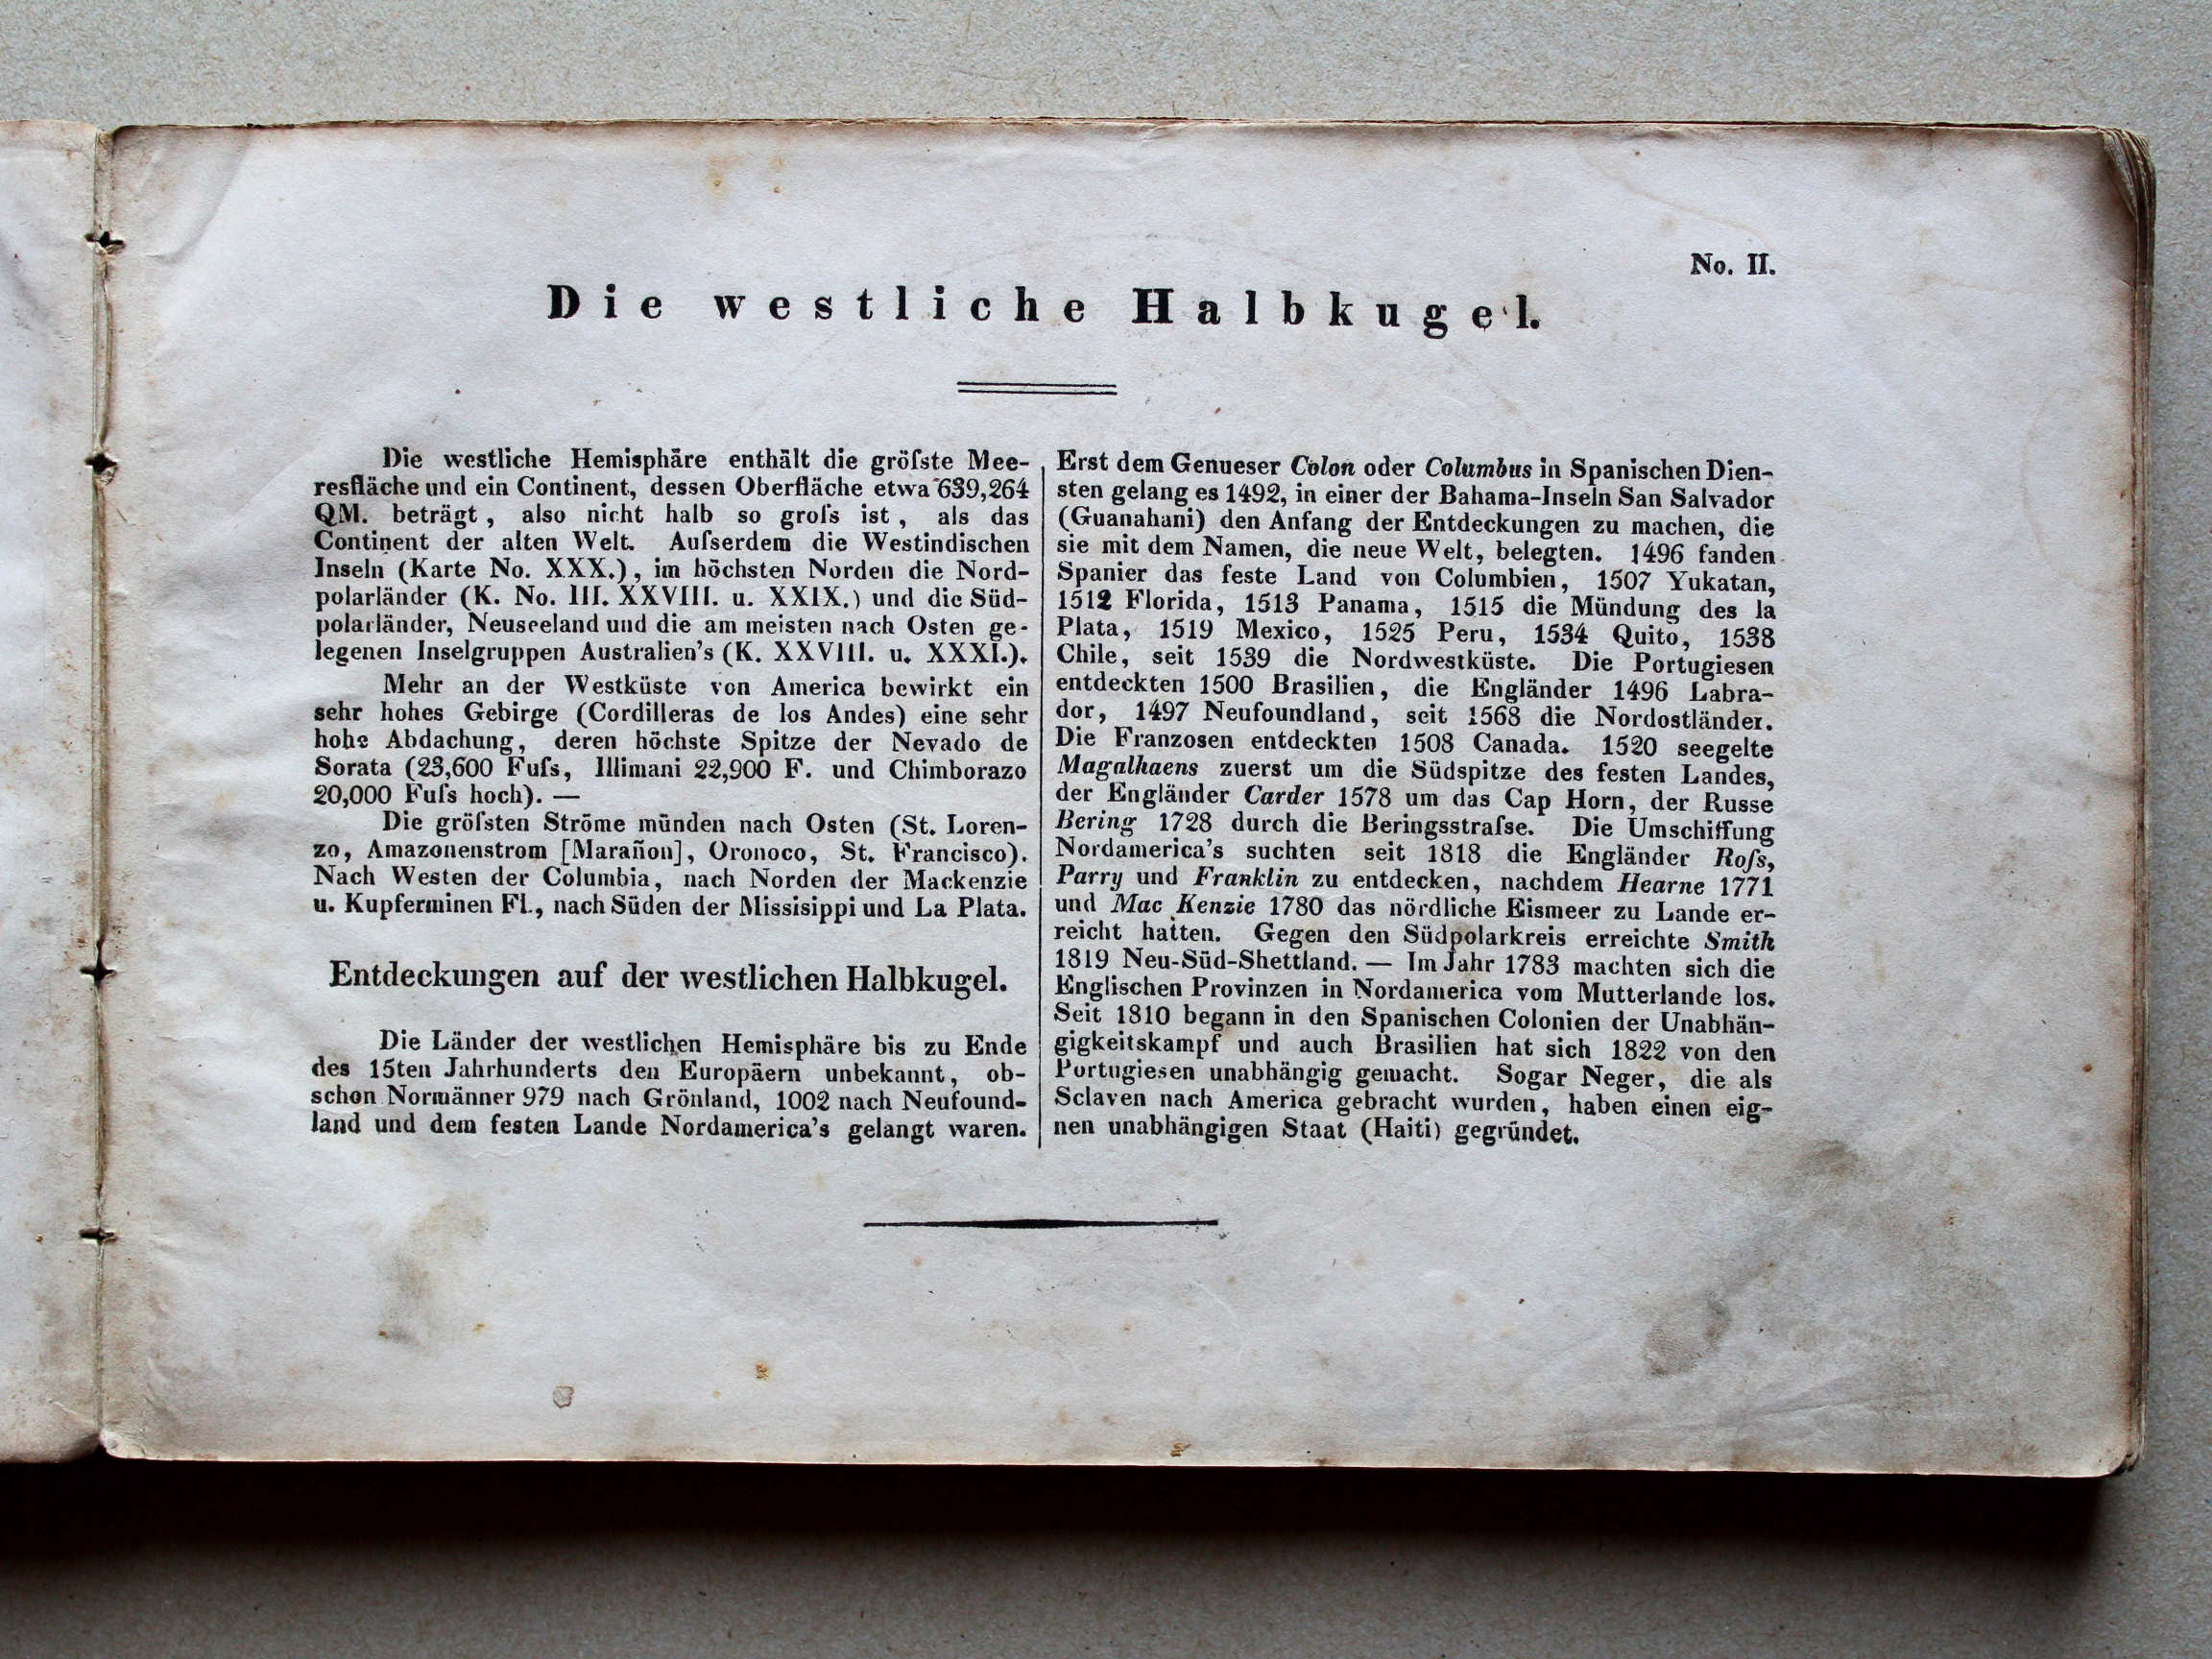 No. II.
Die westliche Halbkugel.
Die westliche Hemisphäre enthält die gröſste Mee-
resfläche und ein Continent, dessen Oberfläche etwa 639,264
QM. beträgt, also nicht halb so groſs ist, als das
Continent der alten Welt. Auſserdem die Westindischen
Inseln (Karte No. XXX.), im höchsten Norden die Nord-
polarländer (K. No. III. XXVIII. u. XXIX.) und die Süd-
polarländer, Neuseeland und die am meisten nach Osten ge-
legenen Inselgruppen Australien's (K. XXVIII. u. XXXI.).
Mehr an der Westküste von America bewirkt ein
sehr hohes Gebirge (Cordilleras de los Andes) eine sehr
hohe Abdachung, deren höchste Spitze der Nevado de
Sorata (23,600 Fuſs, Illimani 22,900 F. und Chimborazo
20,000 Fuſs hoch). —
Die gröſsten Ströme münden nach Osten (St. Loren-
zo, Amazonenstrom [Marañon], Oronoco, St. Francisco).
Nach Westen der Columbia, nach Norden der Mackenzie
u. Kupferminen Fl., nach Süden der Missisippi und La Plata.
Entdeckungen auf der westlichen Halbkugel.
Die Länder der westlichen Hemisphäre bis zu Ende
des 15ten Jahrhunderts den Europäern unbekannt, ob-
schon Normänner 979 nach Grönland, 1002 nach Neufound-
land und dem festen Lande Nordamerica's gelangt waren.
Erst dem Genueser Colon oder Columbus in Spanischen Dien-
sten gelang es 1492, in einer der Bahama-Inseln San Salvador
(Guanahani) den Anfang der Entdeckungen zu machen, die
sie mit dem Namen, die neue Welt, belegten. 1496 fanden
Spanier das feste Land von Columbien, 1507 Yukatan,
1512 Florida, 1513 Panama, 1515 die Mündung des la
Plata, 1519 Mexico, 1525 Peru, 1534 Quito, 1538
Chile, seit 1539 die Nordwestküste. Die Portugiesen
entdeckten 1500 Brasilien, die Engländer 1496 Labra-
dor, 1497 Neufoundland, seit 1568 die Nordostländer.
Die Franzosen entdeckten 1508 Canada. 1520 seegelte
Magalhaens zuerst um die Südspitze des festen Landes,
der Engländer Carder 1578 um das Cap Horn, der Russe
Bering 1728 durch die Beringsstraſse. Die Umschiffung
Nordamerica's suchten seit 1818 die Engländer Roſs,
Parry und Franklin zu entdecken, nachdem Hearne 1771
und Mac Kenzie 1780 das nördliche Eismeer zu Lande er-
reicht hatten. Gegen den Südpolarkreis erreichte Smith
1819 Neu-Süd-Shettland. — Im Jahr 1783 machten sich die
Englischen Provinzen in Nordamerica vom Mutterlande los.
Seit 1810 begann in den Spanischen Colonien der Unabhän-
gigkeitskampf und auch Brasilien hat sich 1822 von den
Portugiesen unabhängig gemacht. Sogar Neger, die als
Sclaven nach America gebracht wurden, haben einen eig-
nen unabhängigen Staat (Haiti) gegründet.